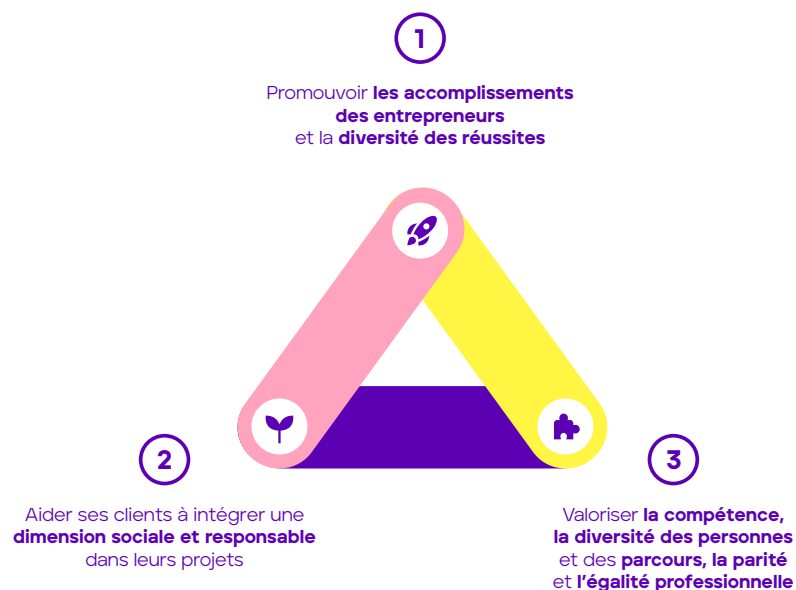 1
Promouvoir les accomplissements
des entrepreneurs
et la diversité des réussites
2
Aider ses clients à intégrer une
dimension sociale et responsable
dans leurs projets
3
Valoriser la compétence,
la diversité des personnes
et des parcours, la parité
et l'égalité professionnelle